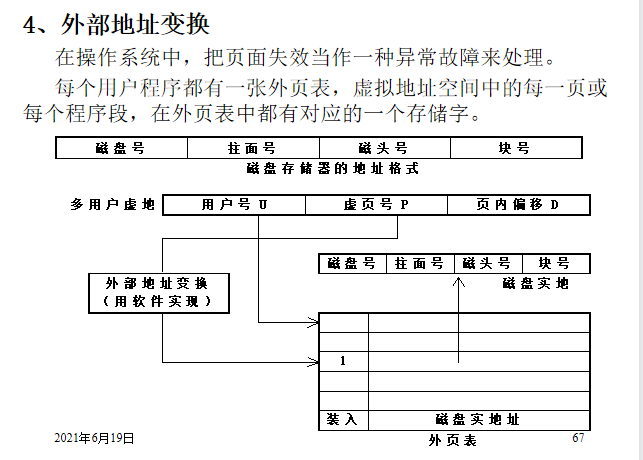 4、外部地址变换
在操作系统中，把页面失效当作一种异常故障来处理。
每个用户程序都有一张外页表，虚拟地址空间中的每一页或
每个程序段，在外页表中都有对应的一个存储字。
磁盘号 柱面号 磁头号 块号
磁盘存储器的地址格式
多用户虚地 用户号U 虚页号P 页内偏移D
磁盘号 柱面号 磁头号 块号
磁盘实地
外部地址变换
（用软件实现）
1
装入 磁盘实地址
外页表
2021年6月19日
67